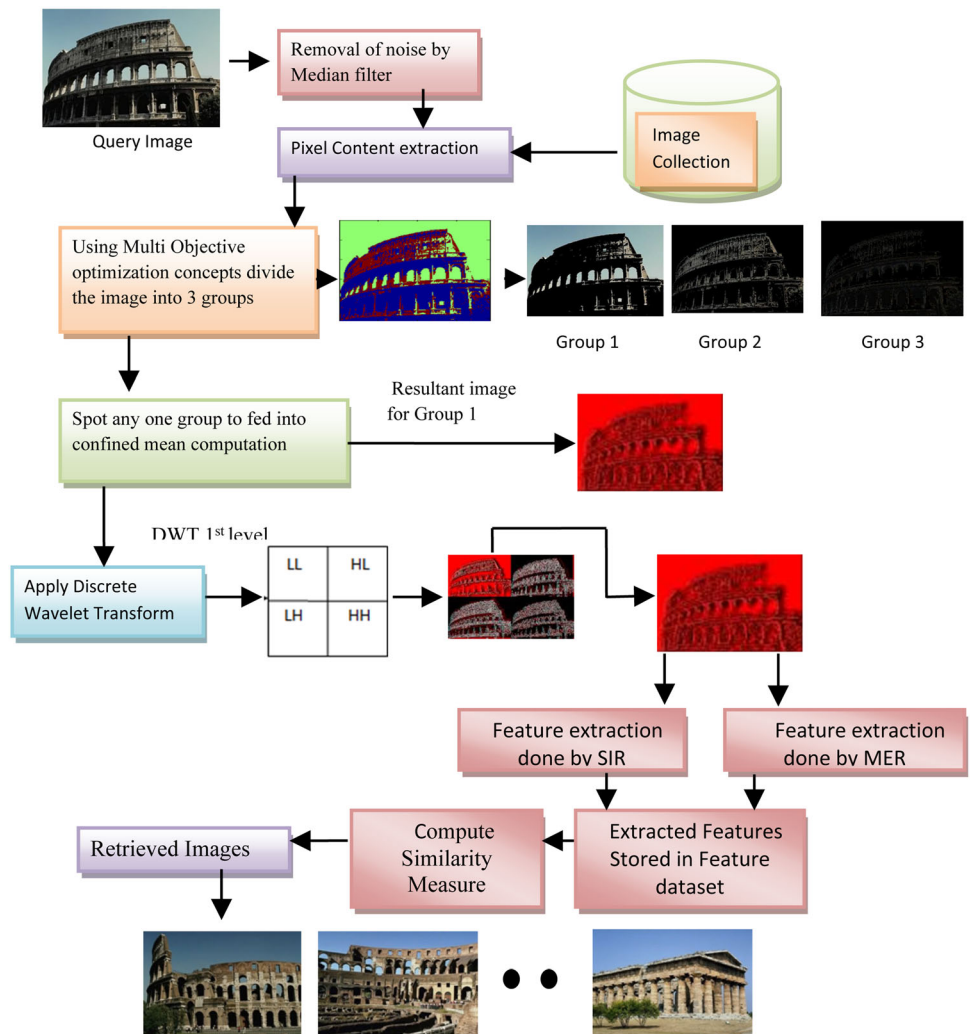 Removal of noise by
Median filter
Query Image
Pixel Content extraction
Image
Collection
Using Multi Objective
optimization concepts divide
the image into 3 groups
Group 1
Group 2
Group 3
Spot any one group to fed into
confined mean computation
Resultant image
for Group 1
DWT 1st level
LL
HL
LH
HH
Apply Discrete
Wavelet Transform
Feature extraction
done by SIR
Feature extraction
done by MER
Extracted Features
Stored in Feature
dataset
Compute
Similarity
Measure
Retrieved Images